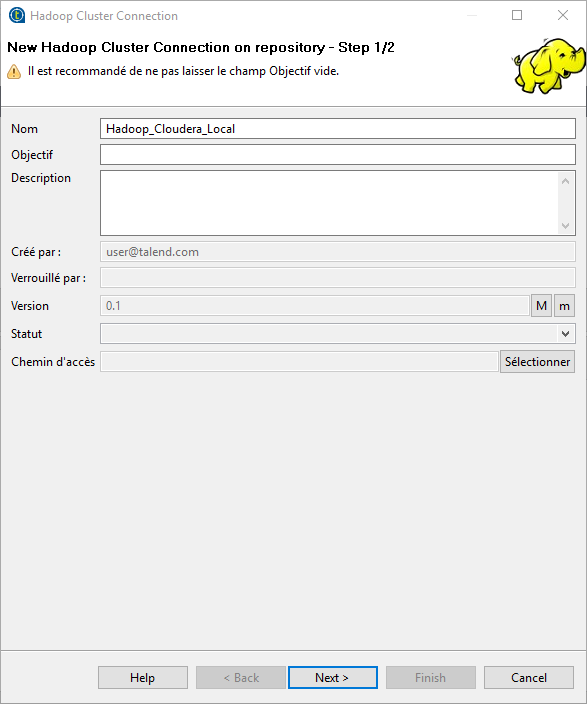 Hadoop Cluster Connection
New Hadoop Cluster Connection on repository - Step 1/2
Il est recommandé de ne pas laisser le champ Objectif vide.
Nom Hadoop_Cloudera_Local
Objectif
Description
Créé par : user@talend.com
Verrouillé par :
Version 0.1 M m
Statut
Chemin d'accès Sélectionner
Help < Back Next > Finish Cancel